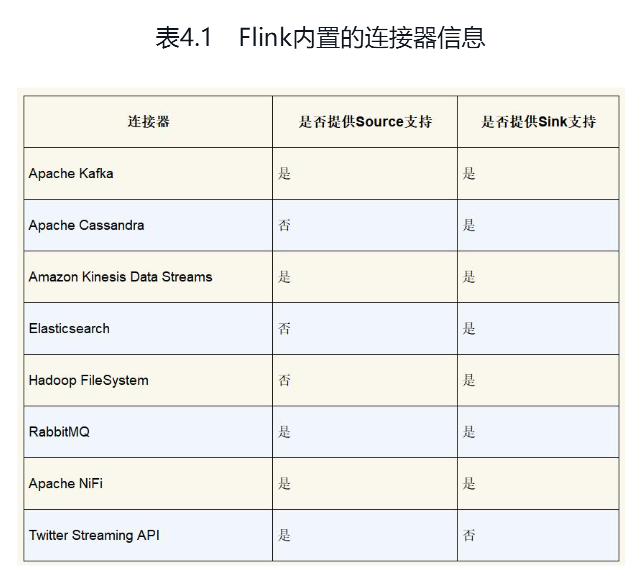 表4.1 Flink内置的连接器信息
连接器 是否提供Source支持 是否提供Sink支持
Apache Kafka 是 是
Apache Cassandra 否 是
Amazon Kinesis Data Streams 是 是
Elasticsearch 否 是
Hadoop FileSystem 否 是
RabbitMQ 是 是
Apache NiFi 是 是
Twitter Streaming API 是 否